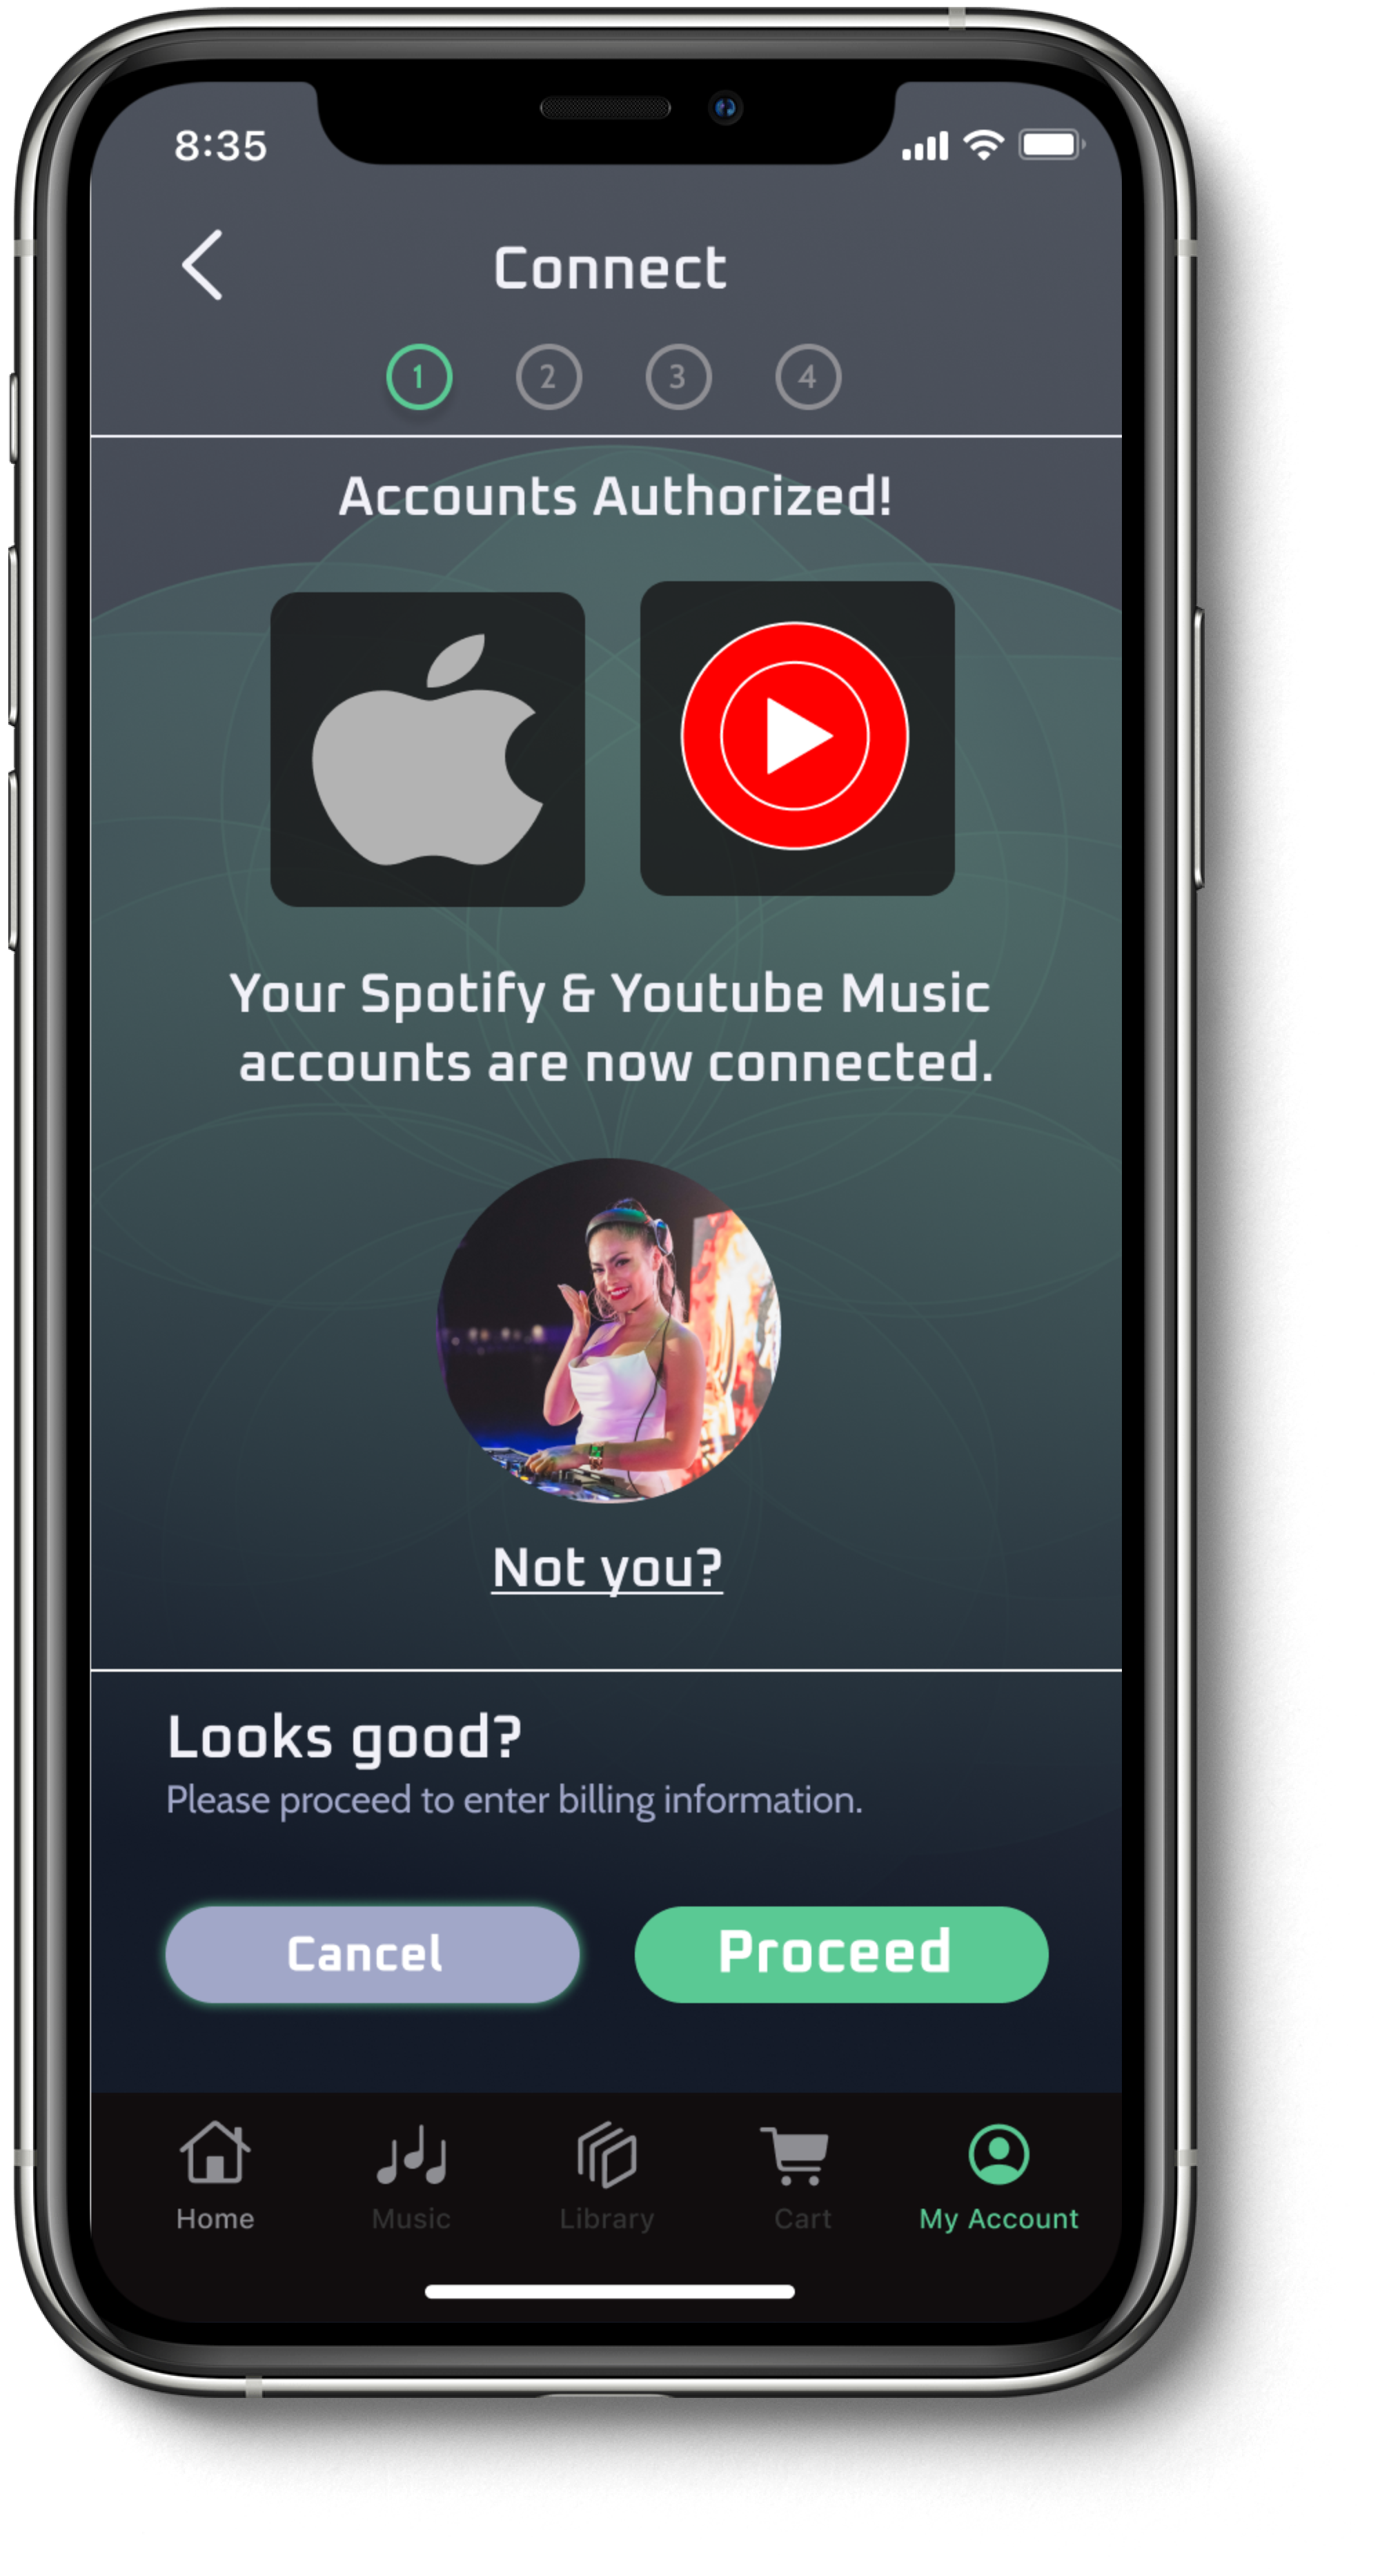 8:35
Connect
1 2 3 4
Accounts Authorized!
Your Spotify & Youtube Music
accounts are now connected.
Not you?
Looks good?
Please proceed to enter billing information.
Cancel Proceed
Home Music Library Cart My Account